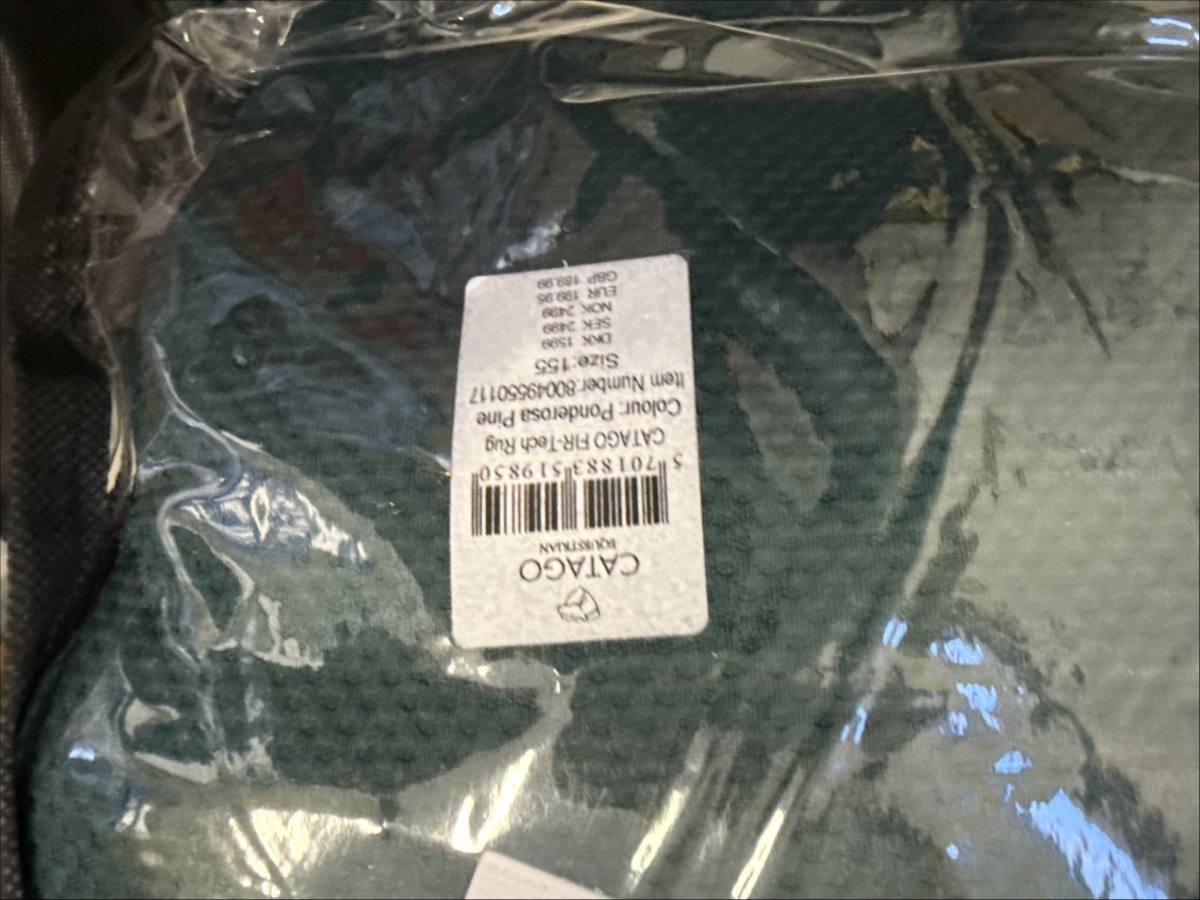 CATAGO
EQUESTRIAN
5 701883 519850
CATAGO FIR-Tech Rug
Colour: Ponderosa Pine
Item Number:80049550117
Size:155
DKK 1599
SEK 2499
NOK 2499
EUR 199.95
GBP 189.99